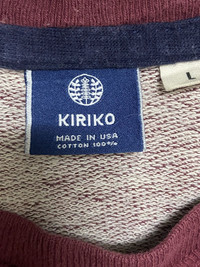 KIRIKO
MADE IN USA
COTTON 100%
L